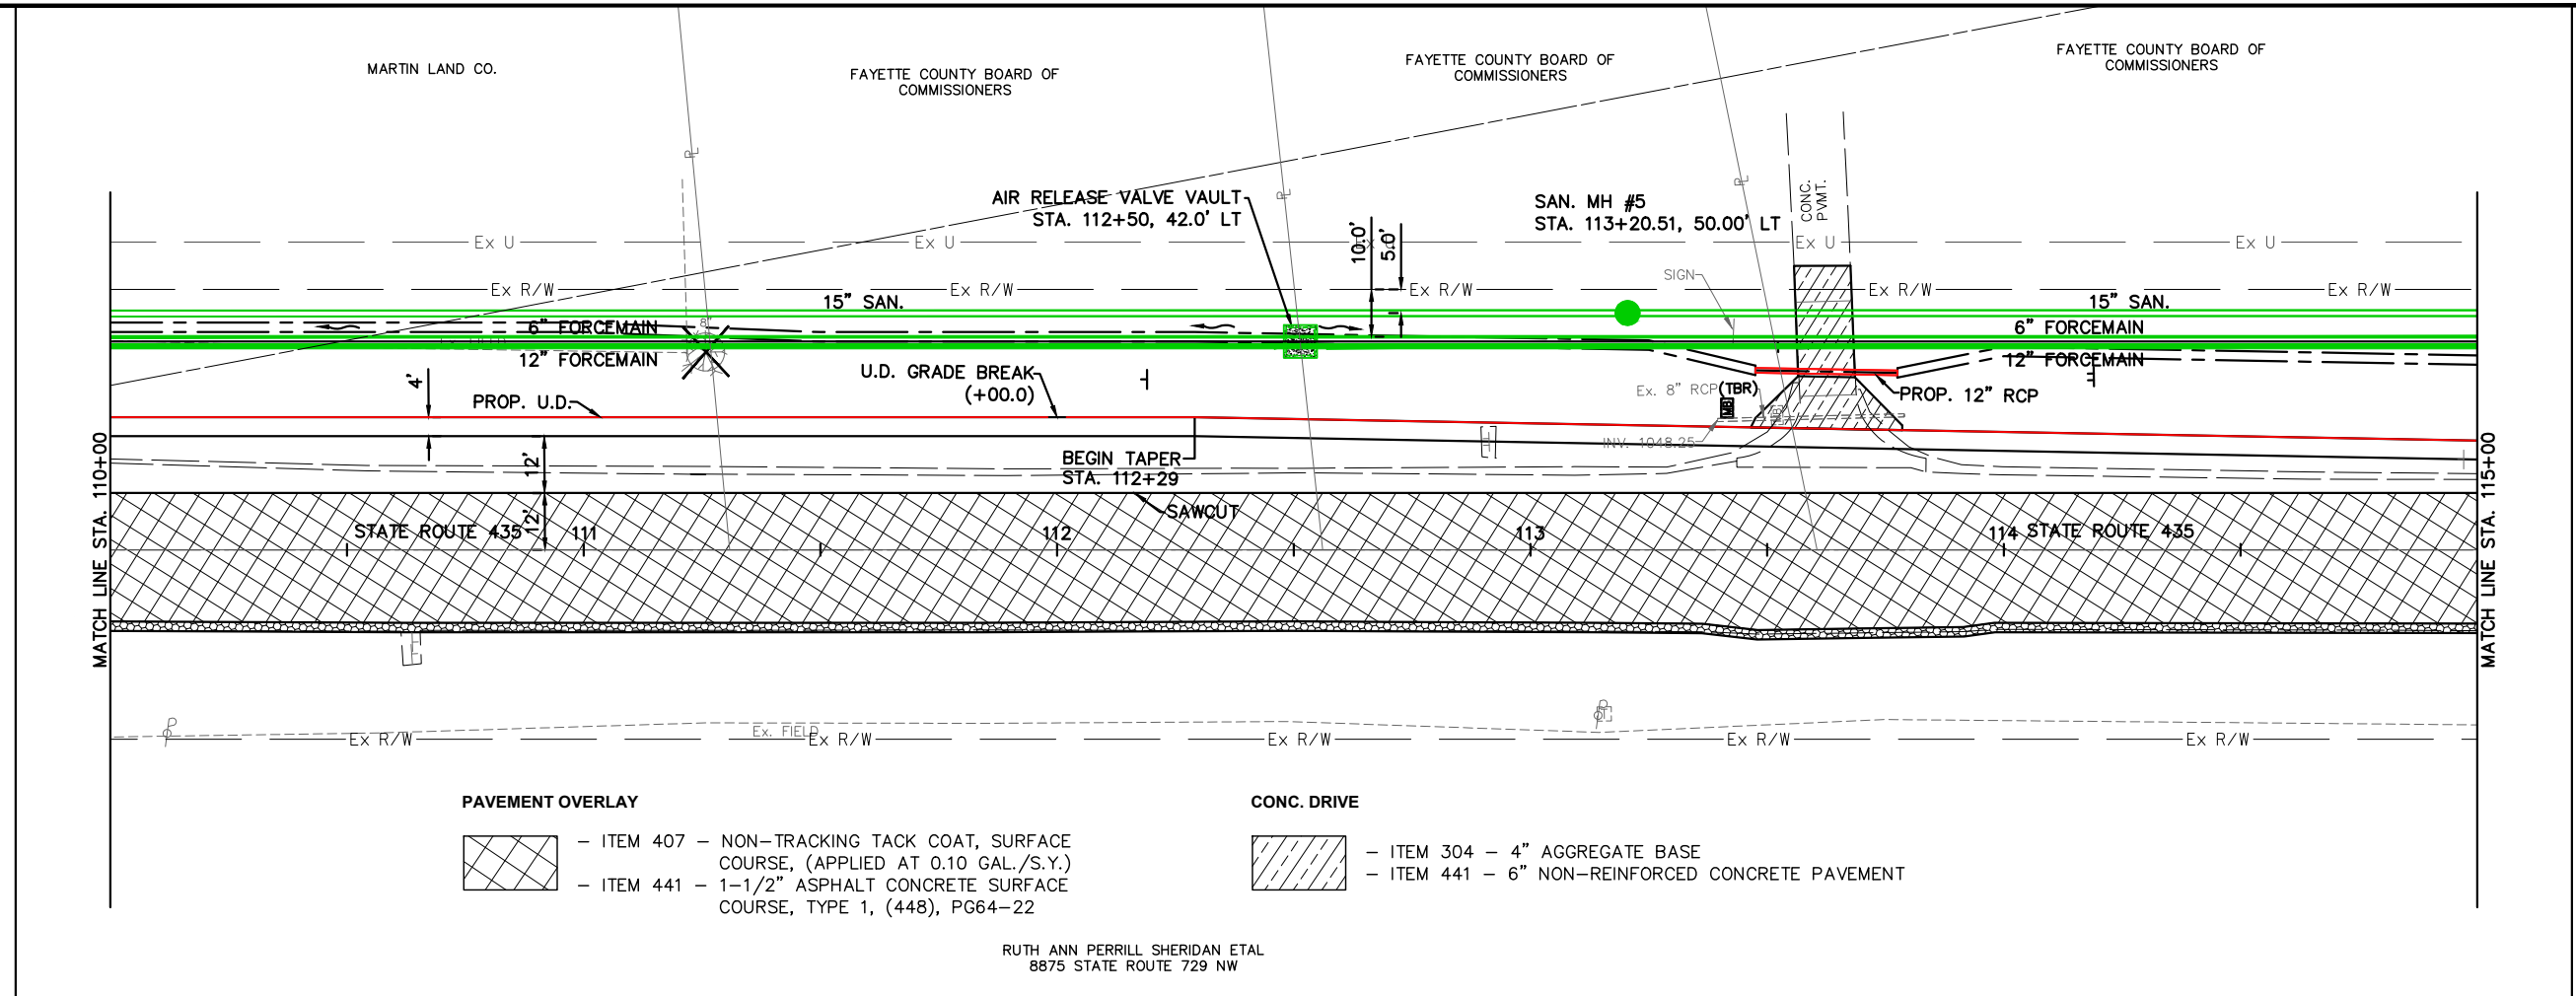 MARTIN LAND CO.
FAYETTE COUNTY BOARD OF
COMMISSIONERS
FAYETTE COUNTY BOARD OF
COMMISSIONERS
FAYETTE COUNTY BOARD OF
COMMISSIONERS
PL
PL
PL
AIR RELEASE VALVE VAULT
STA. 112+50, 42.0' LT
SAN. MH #5
STA. 113+20.51, 50.00' LT
CONC.
PVMT.
10.0'
5.0'
Ex U
Ex U
Ex U
Ex U
SIGN
Ex R/W
Ex R/W
Ex R/W
Ex R/W
Ex R/W
15" SAN.
15" SAN.
6" FORCEMAIN
8"
6" FORCEMAIN
12" FORCEMAIN
12" FORCEMAIN
4'
U.D. GRADE BREAK
(+00.0)
PROP. U.D.
Ex. 8" RCP(TBR)
MB
PROP. 12" RCP
INV. 1048.25
12'
BEGIN TAPER
STA. 112+29
SAWCUT
12'
STATE ROUTE 435
111
112
113
114
STATE ROUTE 435
MATCH LINE STA. 110+00
MATCH LINE STA. 115+00
Ex. FIELD
Ex R/W
Ex R/W
Ex R/W
Ex R/W
Ex R/W
PAVEMENT OVERLAY
- ITEM 407 - NON-TRACKING TACK COAT, SURFACE
COURSE, (APPLIED AT 0.10 GAL./S.Y.)
- ITEM 441 - 1-1/2" ASPHALT CONCRETE SURFACE
COURSE, TYPE 1, (448), PG64-22
CONC. DRIVE
- ITEM 304 - 4" AGGREGATE BASE
- ITEM 441 - 6" NON-REINFORCED CONCRETE PAVEMENT
RUTH ANN PERRILL SHERIDAN ETAL
8875 STATE ROUTE 729 NW